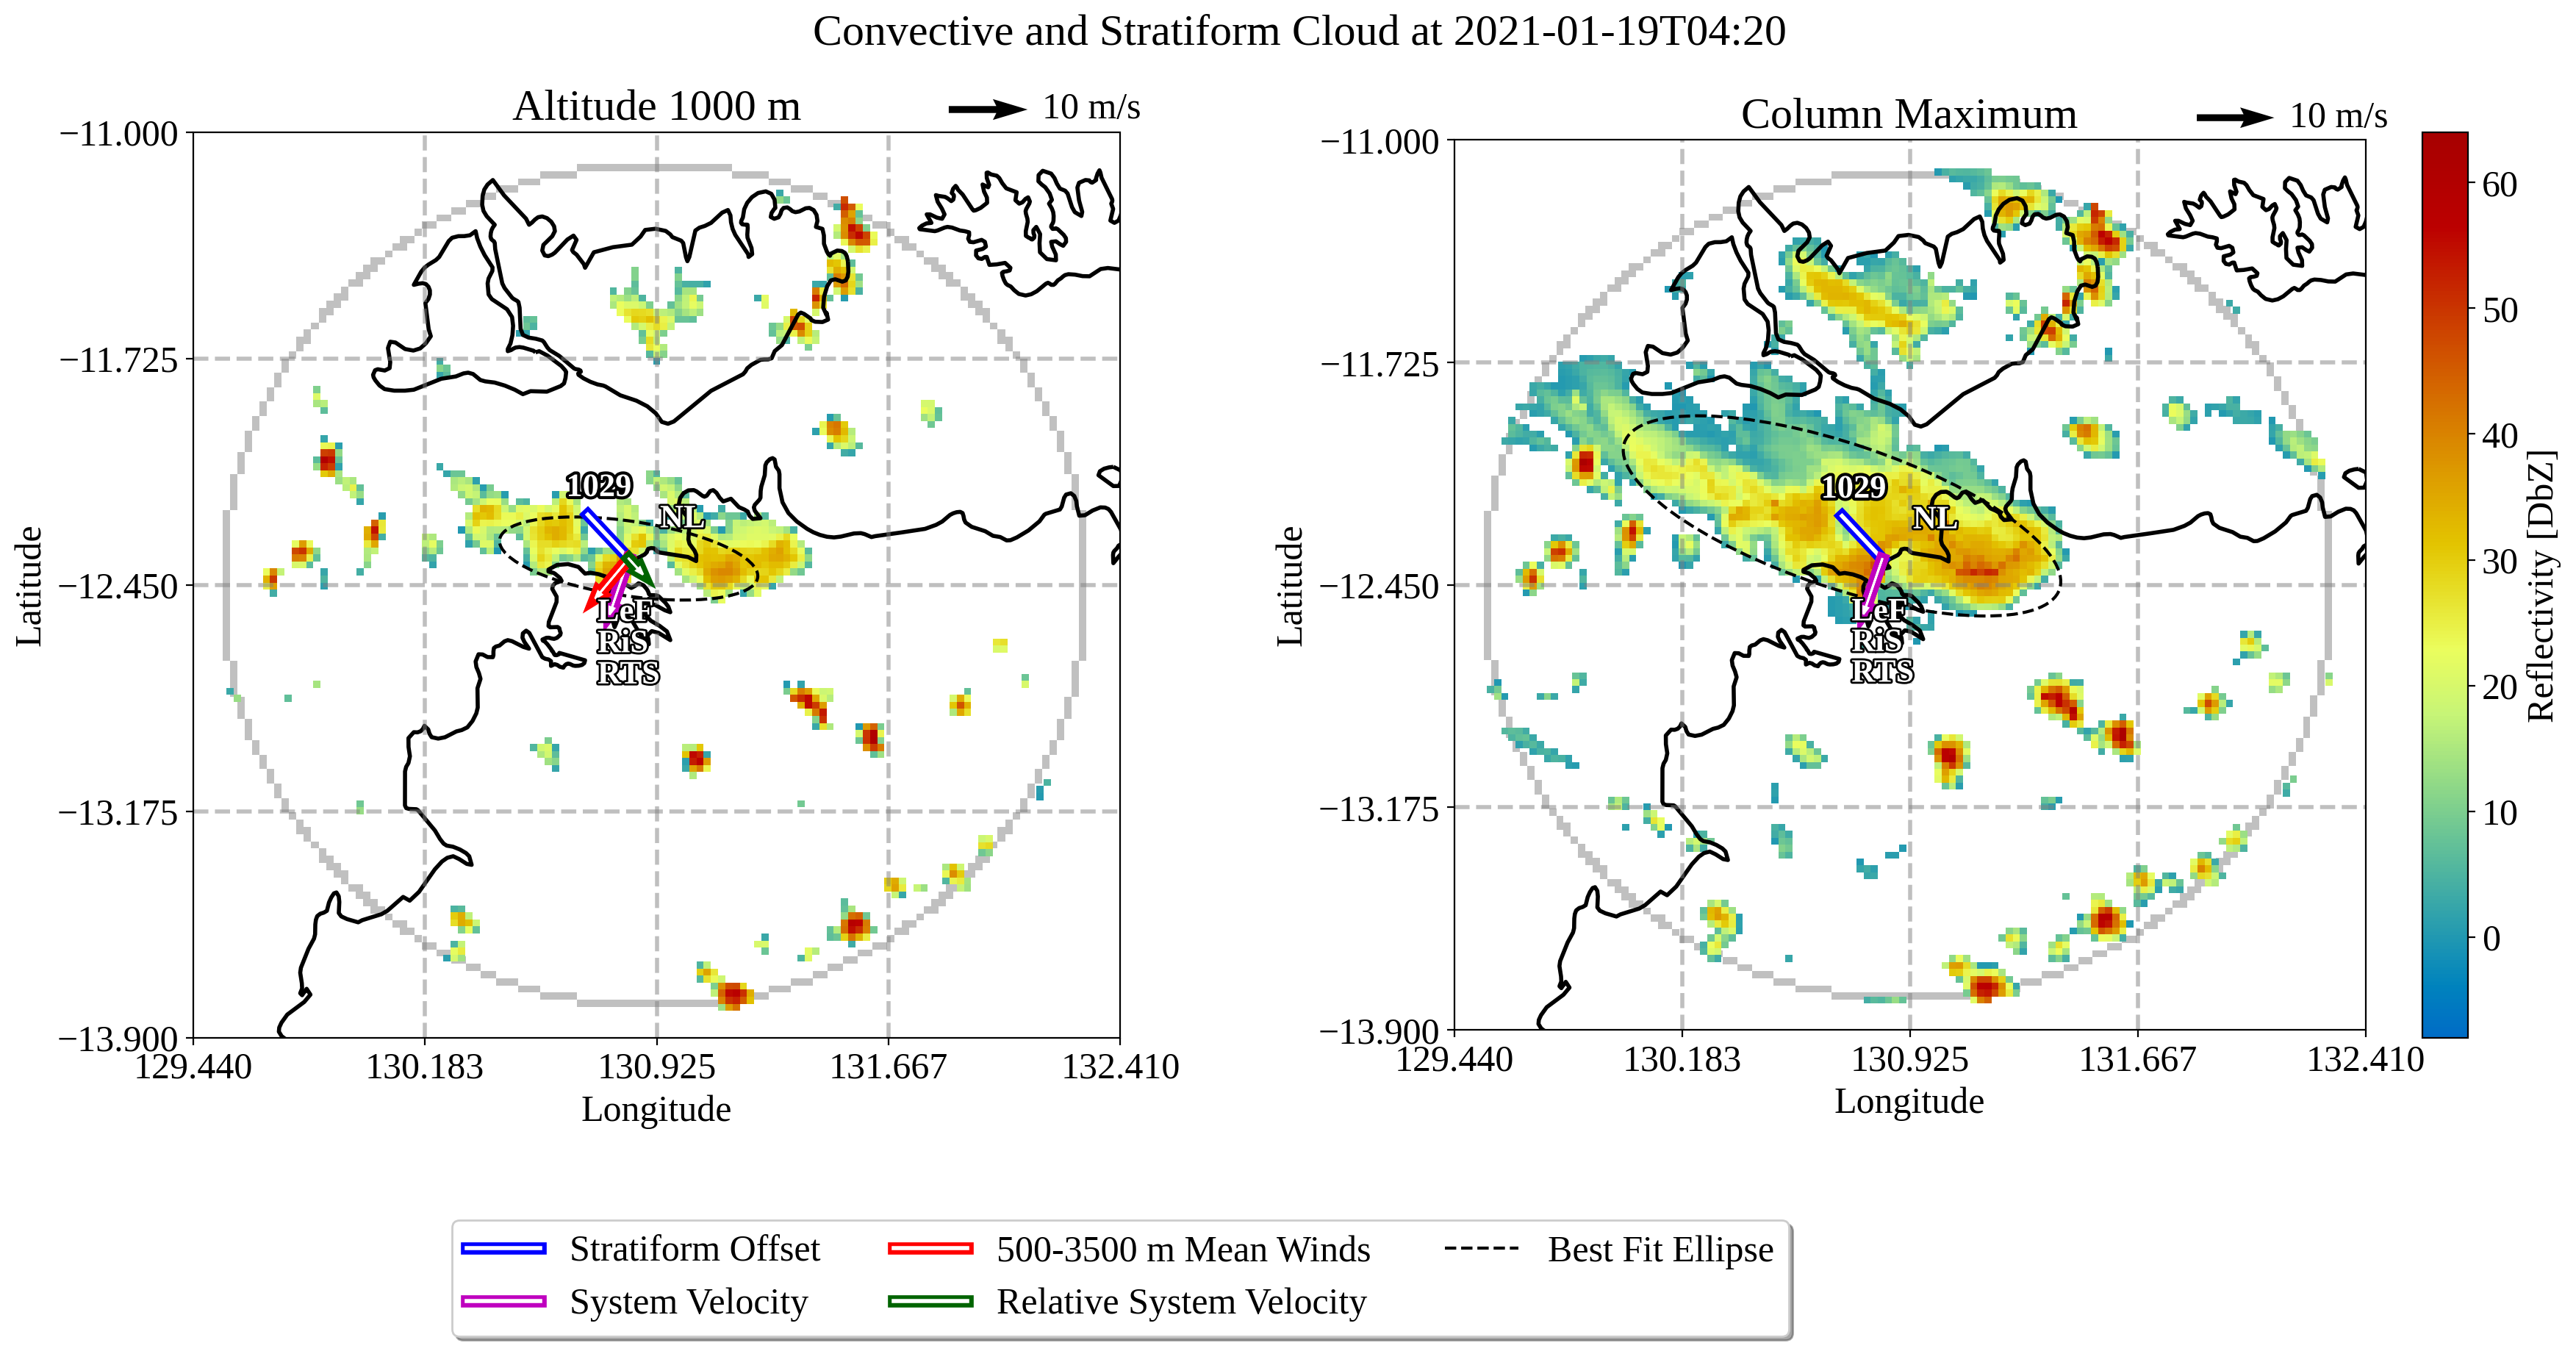 Convective and Stratiform Cloud at 2021-01-19T04:20
Altitude 1000 m
10 m/s
−11.000
−11.725
−12.450
−13.175
−13.900
Latitude
129.440
130.183
130.925
131.667
132.410
Longitude
1029
NL
LeF
RiS
RTS
Column Maximum
10 m/s
−11.000
−11.725
−12.450
−13.175
−13.900
Latitude
129.440
130.183
130.925
131.667
132.410
Longitude
1029
NL
LeF
RiS
RTS
60
50
40
30
20
10
0
Reflectivity [DbZ]
Stratiform Offset
System Velocity
500-3500 m Mean Winds
Relative System Velocity
Best Fit Ellipse